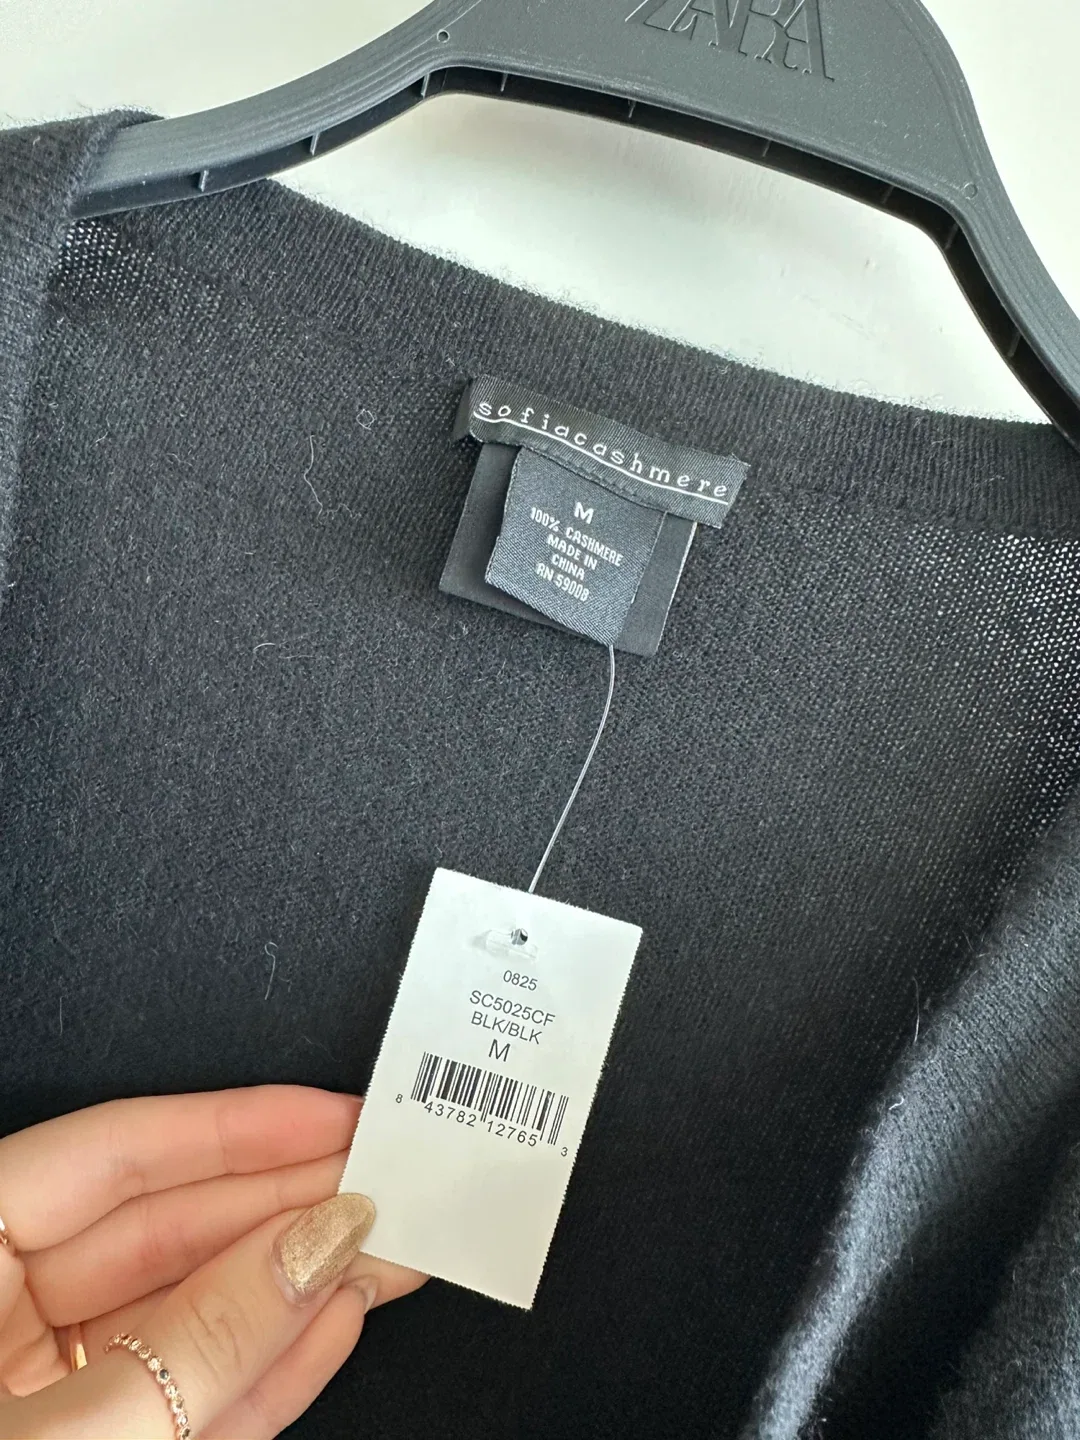 ZARA
sofiacashmere
M
100% CASHMERE
MADE IN
CHINA
RN 59008
0825
SC5025CF
BLK/BLK
M
8 43782 12765 3